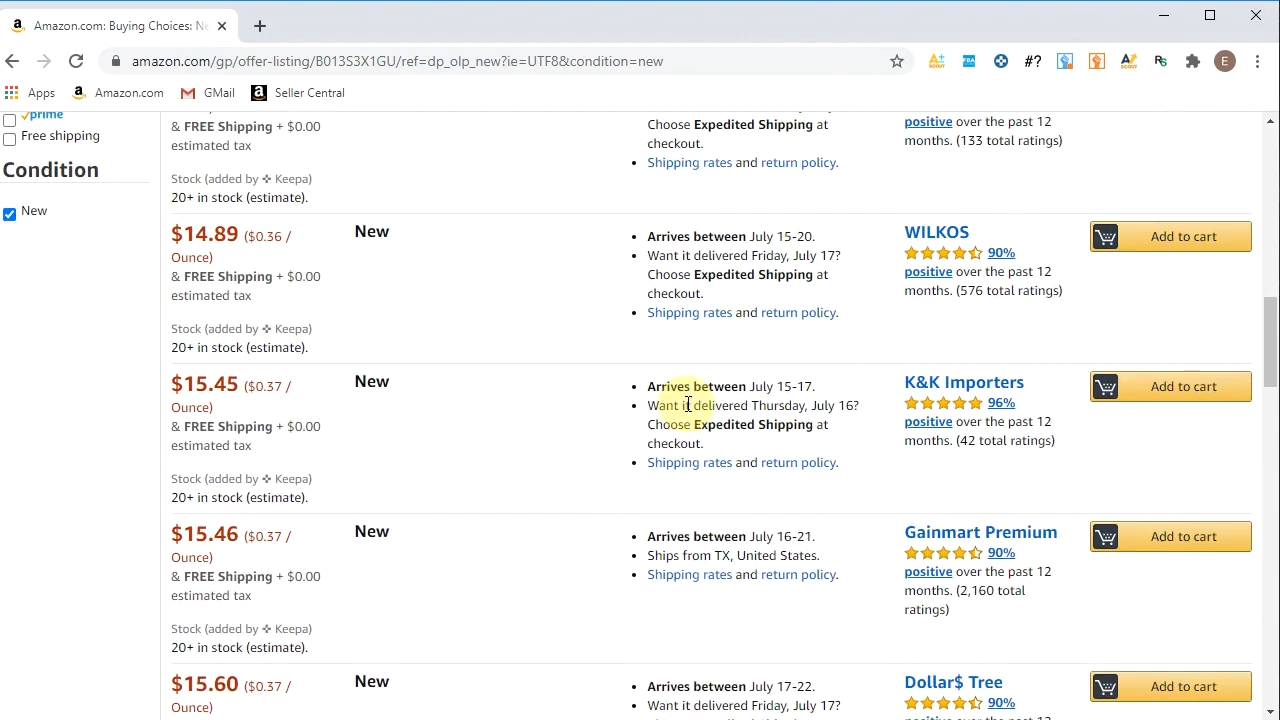 Amazon.com: Buying Choices: Ne
amazon.com/gp/offer-listing/B013S3X1GU/ref=dp_olp_new?ie=UTF8&condition=new
E
Apps
Amazon.com
GMail
Seller Central
prime
Free shipping
Condition
New
& FREE Shipping + $0.00
estimated tax
Stock (added by Keepa)
20+ in stock (estimate).
Choose Expedited Shipping at
checkout.
• Shipping rates and return policy.
positive over the past 12
months. (133 total ratings)
$14.89 ($0.36 /
Ounce)
& FREE Shipping + $0.00
estimated tax
Stock (added by Keepa)
20+ in stock (estimate).
New
• Arrives between July 15-20.
• Want it delivered Friday, July 17?
Choose Expedited Shipping at
checkout.
• Shipping rates and return policy.
WILKOS
90%
positive over the past 12
months. (576 total ratings)
Add to cart
$15.45 ($0.37 /
Ounce)
& FREE Shipping + $0.00
estimated tax
Stock (added by Keepa)
20+ in stock (estimate).
New
• Arrives between July 15-17.
• Want it delivered Thursday, July 16?
Choose Expedited Shipping at
checkout.
• Shipping rates and return policy.
K&K Importers
96%
positive over the past 12
months. (42 total ratings)
Add to cart
$15.46 ($0.37 /
Ounce)
& FREE Shipping + $0.00
estimated tax
Stock (added by Keepa)
20+ in stock (estimate).
New
• Arrives between July 16-21.
• Ships from TX, United States.
• Shipping rates and return policy.
Gainmart Premium
90%
positive over the past 12
months. (2,160 total
ratings)
Add to cart
$15.60 ($0.37 /
Ounce)
New
• Arrives between July 17-22.
• Want it delivered Friday, July 17?
Dollar$ Tree
90%
Add to cart